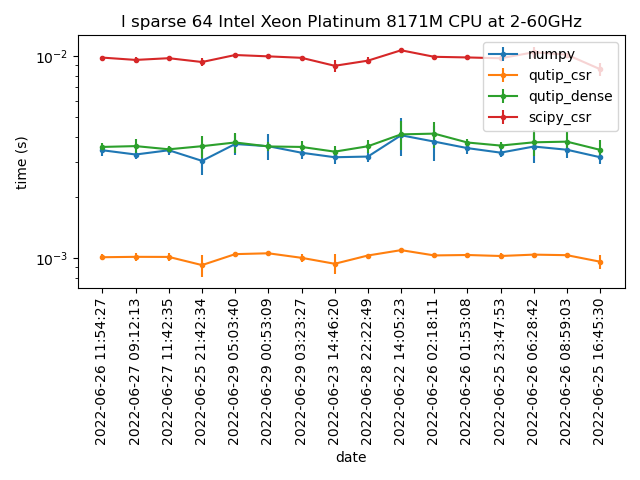 l sparse 64 Intel Xeon Platinum 8171M CPU at 2-60GHz
time (s)
10⁻²
10⁻³
numpy
qutip_csr
qutip_dense
scipy_csr
2022-06-26 11:54:27
2022-06-27 09:12:13
2022-06-27 11:42:35
2022-06-25 21:42:34
2022-06-29 05:03:40
2022-06-29 00:53:09
2022-06-29 03:23:27
2022-06-23 14:46:20
2022-06-28 22:22:49
2022-06-22 14:05:23
2022-06-26 02:18:11
2022-06-26 01:53:08
2022-06-25 23:47:53
2022-06-26 06:28:42
2022-06-26 08:59:03
2022-06-25 16:45:30
date